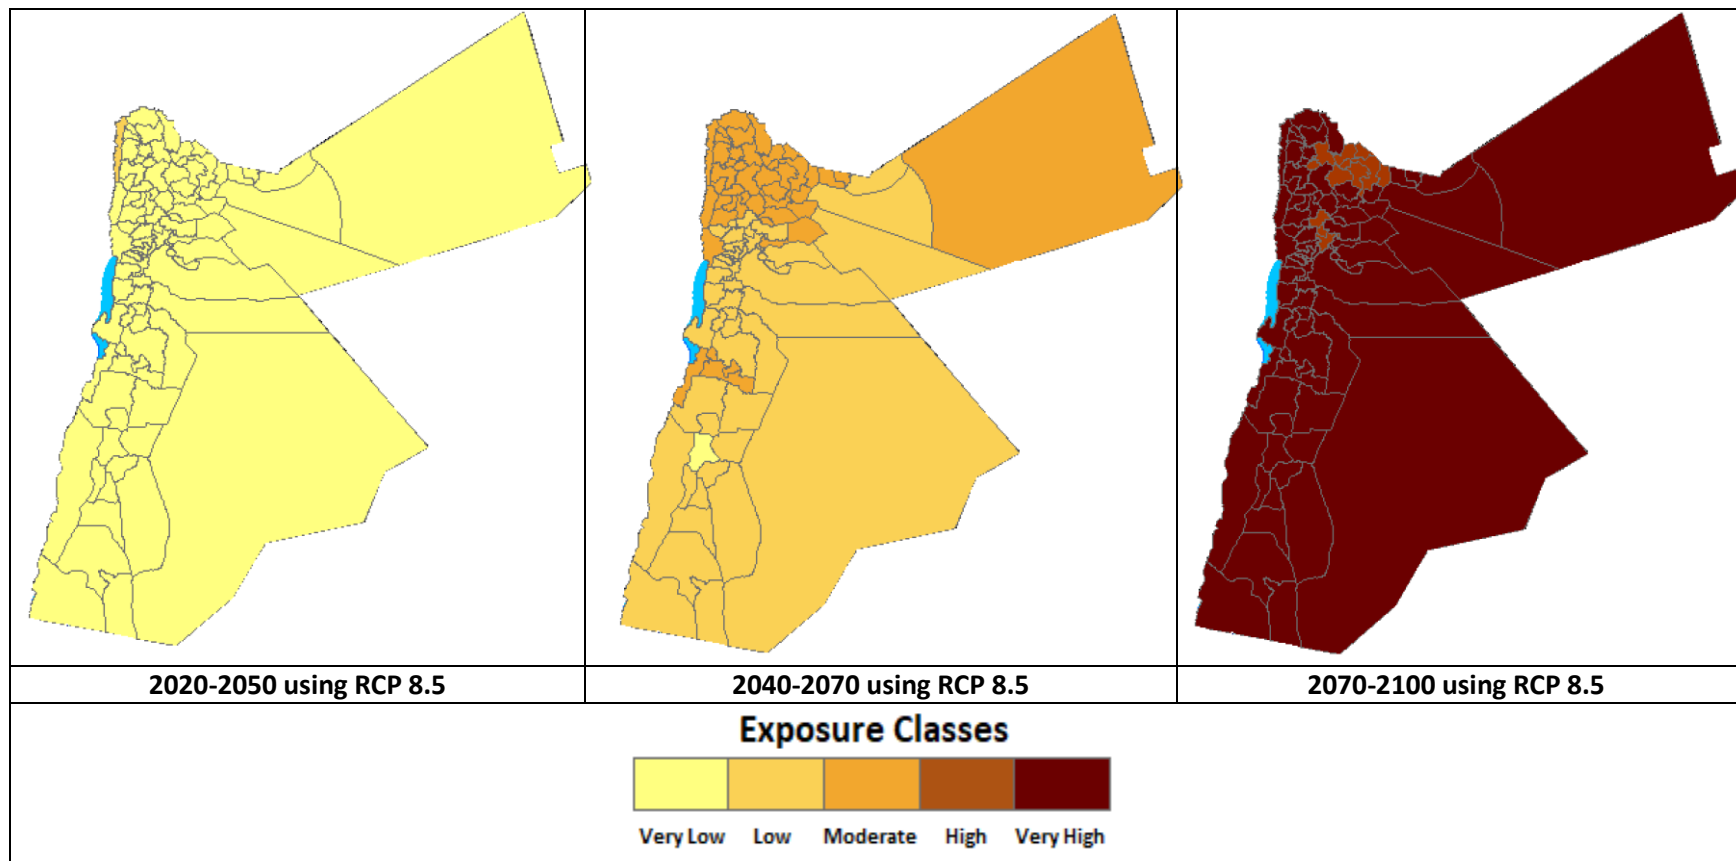 2020-2050 using RCP 8.5
2040-2070 using RCP 8.5
2070-2100 using RCP 8.5
Exposure Classes
Very Low Low Moderate High Very High